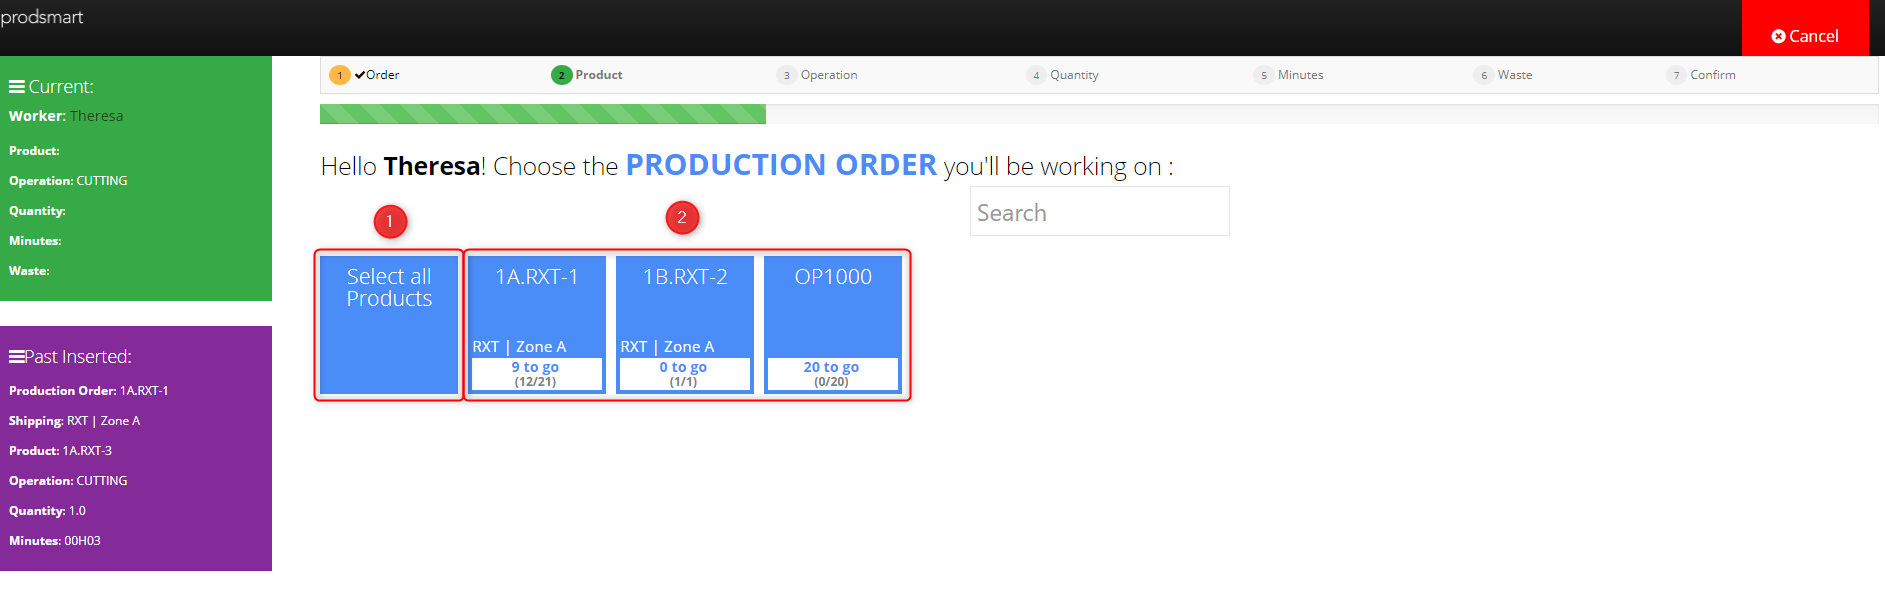 prodsmart
Cancel
1 Order
2 Product
3 Operation
4 Quantity
5 Minutes
6 Waste
7 Confirm
Current:
Worker: Theresa
Product:
Operation: CUTTING
Quantity:
Minutes:
Waste:
Past Inserted:
Production Order: 1A.RXT-1
Shipping: RXT | Zone A
Product: 1A.RXT-3
Operation: CUTTING
Quantity: 1.0
Minutes: 00H03
Hello Theresa! Choose the PRODUCTION ORDER you'll be working on :
Search
1
2
Select all
Products
1A.RXT-1
RXT | Zone A
9 to go
(12/21)
1B.RXT-2
RXT | Zone A
0 to go
(1/1)
OP1000
20 to go
(0/20)